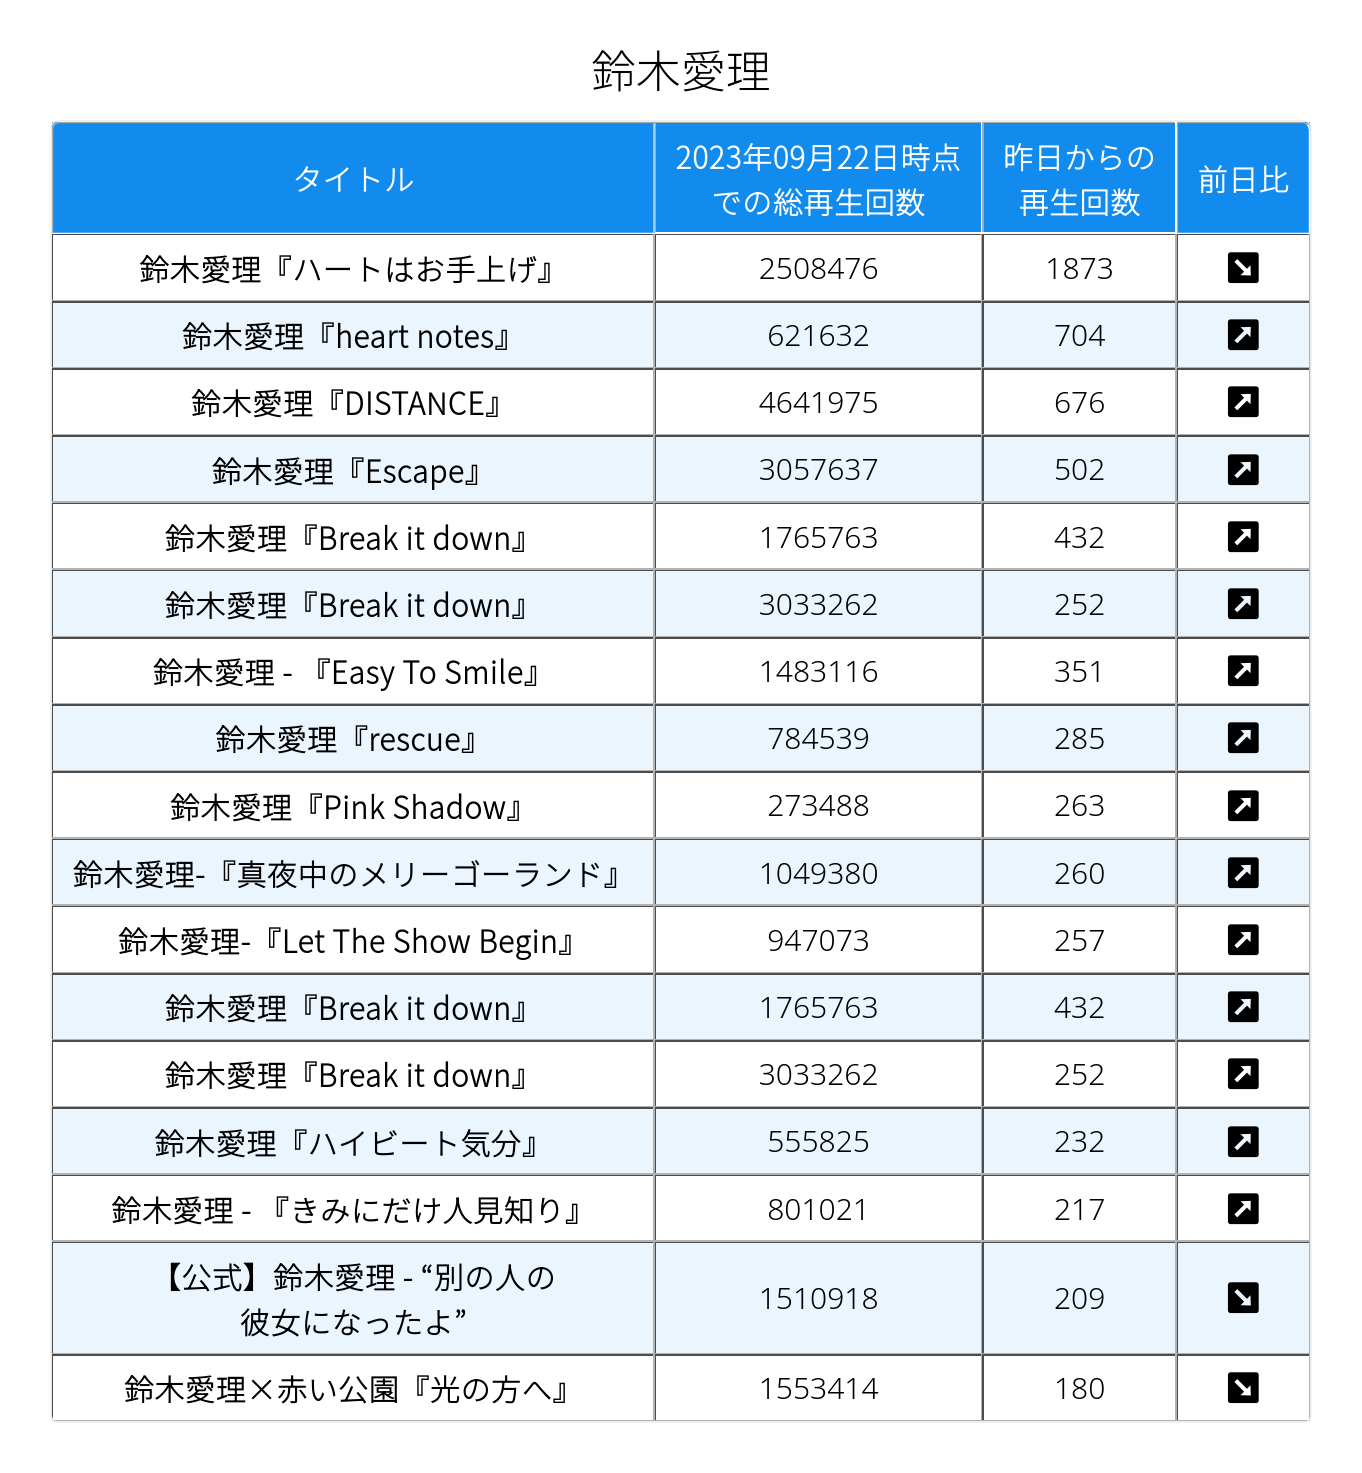 鈴木愛理
タイトル
2023年09月22日時点
での総再生回数
昨日からの
再生回数
前日比
鈴木愛理『ハートはお手上げ』 2508476 1873
鈴木愛理『heart notes』 621632 704
鈴木愛理『DISTANCE』 4641975 676
鈴木愛理『Escape』 3057637 502
鈴木愛理『Break it down』 1765763 432
鈴木愛理『Break it down』 3033262 252
鈴木愛理 - 『Easy To Smile』 1483116 351
鈴木愛理『rescue』 784539 285
鈴木愛理『Pink Shadow』 273488 263
鈴木愛理-『真夜中のメリーゴーランド』 1049380 260
鈴木愛理-『Let The Show Begin』 947073 257
鈴木愛理『Break it down』 1765763 432
鈴木愛理『Break it down』 3033262 252
鈴木愛理『ハイビート気分』 555825 232
鈴木愛理 - 『きみにだけ人見知り』 801021 217
【公式】鈴木愛理 - “別の人の
彼女になったよ” 1510918 209
鈴木愛理×赤い公園『光の方へ』 1553414 180